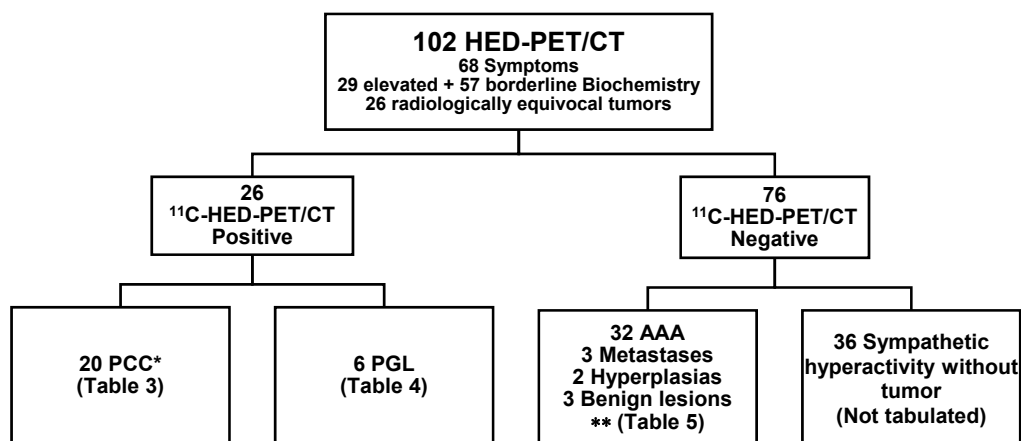 102 HED-PET/CT
68 Symptoms
29 elevated + 57 borderline Biochemistry
26 radiologically equivocal tumors
26
¹¹C-HED-PET/CT
Positive
76
¹¹C-HED-PET/CT
Negative
20 PCC*
(Table 3)
6 PGL
(Table 4)
32 AAA
3 Metastases
2 Hyperplasias
3 Benign lesions
** (Table 5)
36 Sympathetic
hyperactivity without
tumor
(Not tabulated)